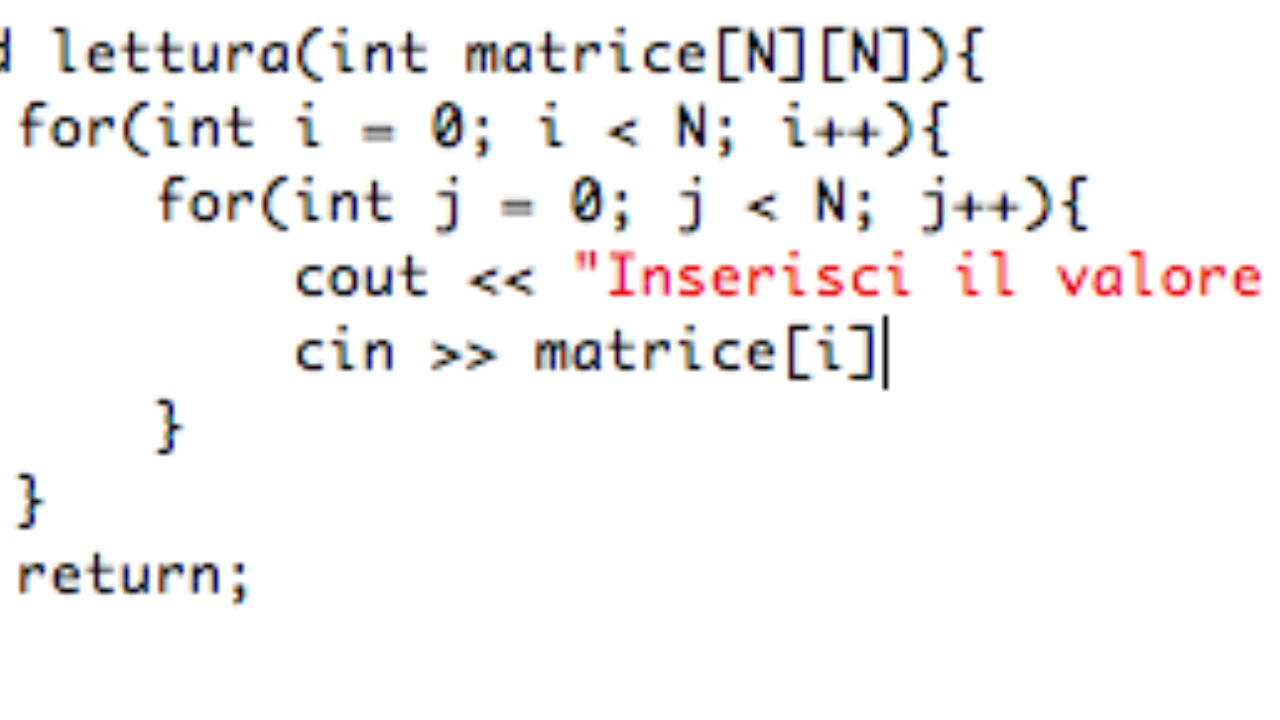 d lettura(int matrice[N][N]){
for(int i = 0; i < N; i++){
for(int j = 0; j < N; j++){
cout << "Inserisci il valore
cin >> matrice[i]
}
}
return;